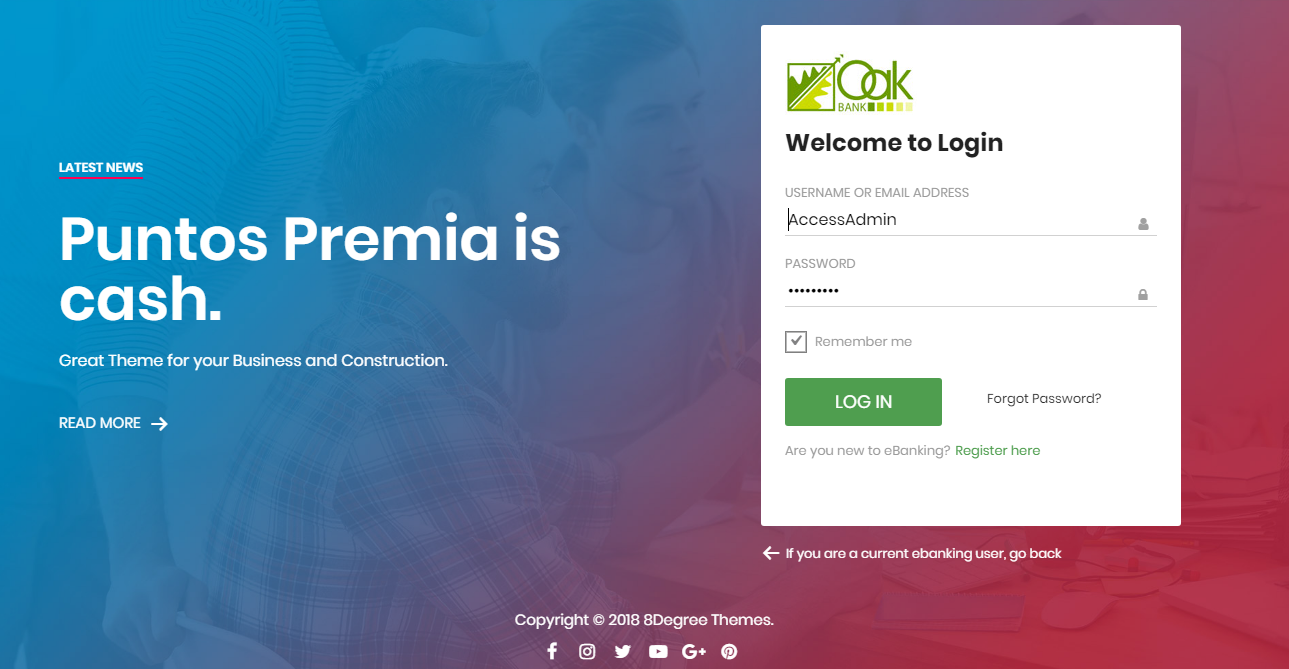 LATEST NEWS
Puntos Premia is
cash.
Great Theme for your Business and Construction.
READ MORE
Oak
BANK
Welcome to Login
USERNAME OR EMAIL ADDRESS
AccessAdmin
PASSWORD
•••••••••
Remember me
LOG IN
Forgot Password?
Are you new to eBanking? Register here
If you are a current ebanking user, go back
Copyright © 2018 8Degree Themes.